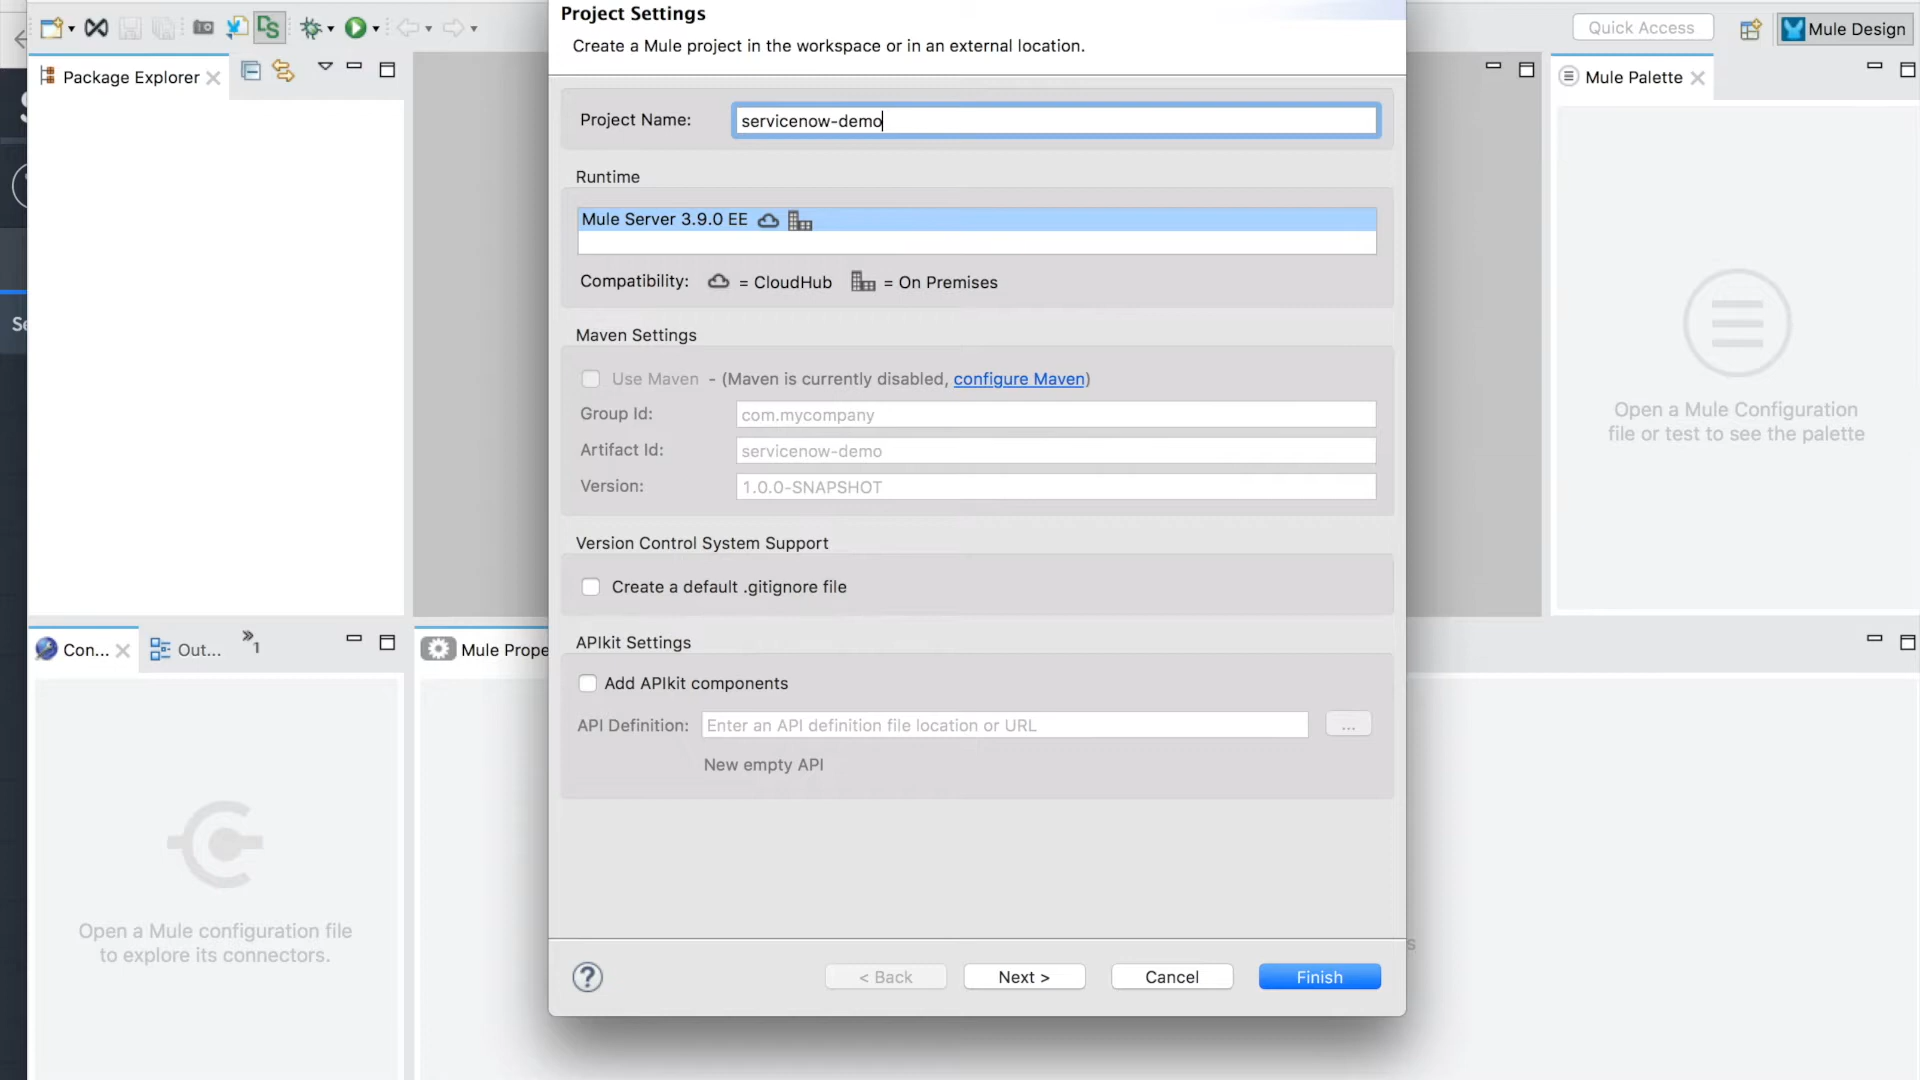 Project Settings
Create a Mule project in the workspace or in an external location.
Quick Access
Mule Design
Package Explorer
Mule Palette
Project Name:
servicenow-demo
Runtime
Mule Server 3.9.0 EE
Compatibility: = CloudHub = On Premises
Maven Settings
Use Maven - (Maven is currently disabled, configure Maven)
Group Id:
com.mycompany
Artifact Id:
servicenow-demo
Version:
1.0.0-SNAPSHOT
Open a Mule Configuration
file or test to see the palette
Version Control System Support
Create a default .gitignore file
APIkit Settings
Add APIkit components
API Definition:
Enter an API definition file location or URL
...
New empty API
Con...
Out...
»1
Mule Prope
Open a Mule configuration file
to explore its connectors.
? < Back Next > Cancel Finish